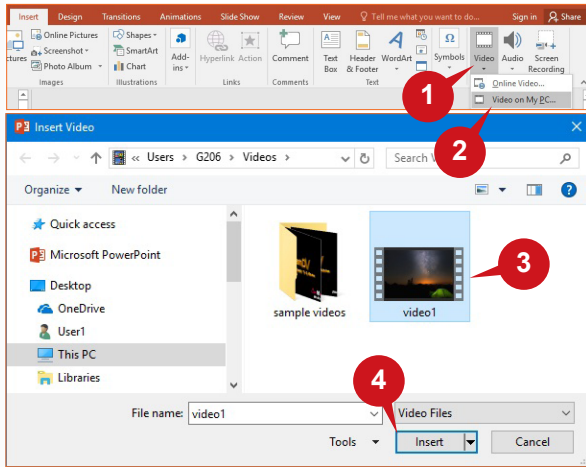 Insert Design Transitions Animations Slide Show Review View Tell me what you want to do... Sign in Share
Online Pictures Shapes
Screenshot SmartArt
Photo Album Chart
Add-ins Hyperlink Action Comment Text Box Header & Footer WordArt Symbols Video Audio Screen Recording
Images Illustrations Links Comments Text
1
Online Video...
2
Video on My PC...
Insert Video
« Users > G206 > Videos > Search
Organize New folder
Quick access
Microsoft PowerPoint
Desktop
OneDrive
User1
This PC
Libraries
sample videos video1
3
4
File name: video1 Video Files
Tools Insert Cancel